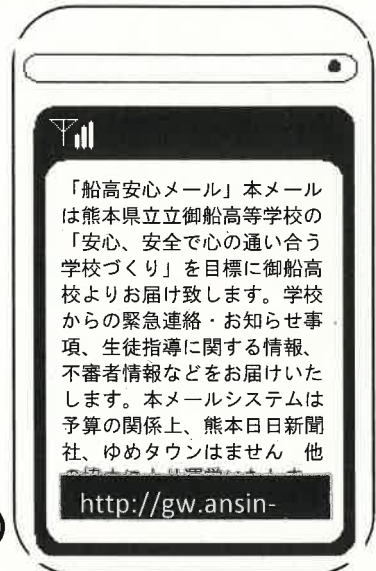 「船高安心メール」本メール
は熊本県立立御船高等学校の
「安心、安全で心の通い合う
学校づくり」を目標に御船高
校よりお届け致します。学校
からの緊急連絡・お知らせ事
項、生徒指導に関する情報、
不審者情報などをお届けいた
します。本メールシステムは
予算の関係上、熊本日日新聞
社、ゆめタウンはません　他
http://gw.ansin-